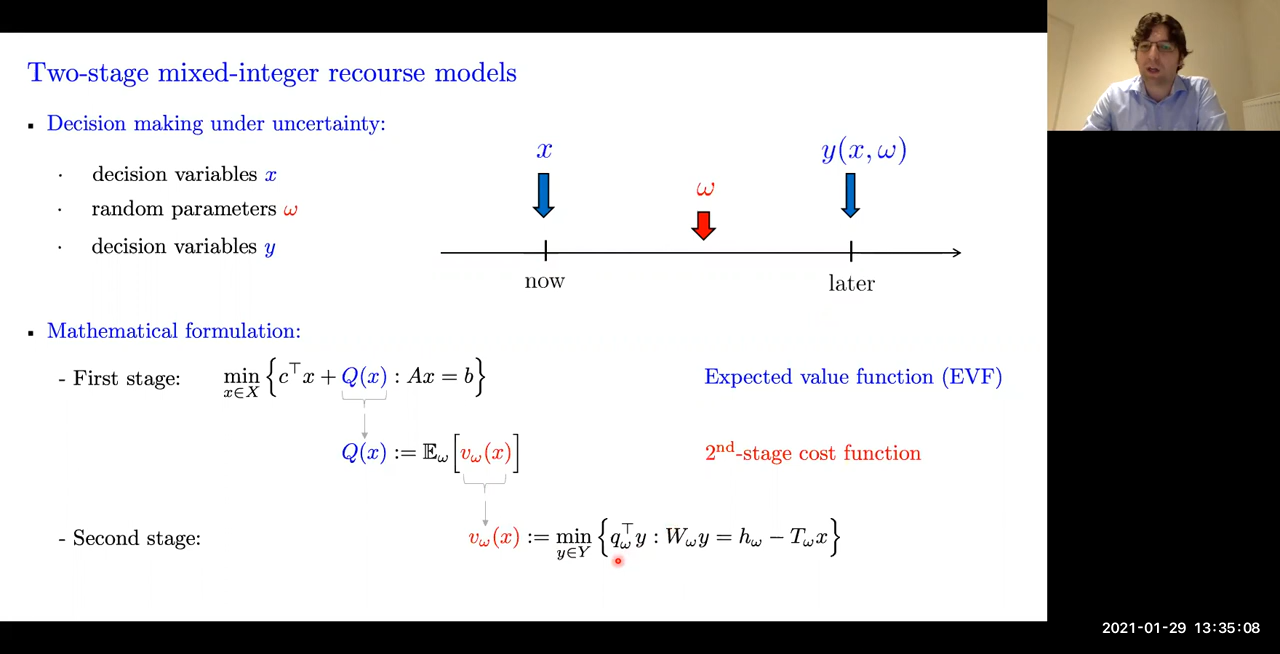 Two-stage mixed-integer recourse models
▪ Decision making under uncertainty:
· decision variables x
· random parameters ω
· decision variables y
x
ω
y(x, ω)
now
later
▪ Mathematical formulation:
- First stage: min_{x∈X} {c^⊤x + Q(x) : Ax = b}
Expected value function (EVF)
Q(x) := 𝔼_ω[v_ω(x)]
2nd-stage cost function
- Second stage: v_ω(x) := min_{y∈Y} {q_ω^⊤y : W_ωy = h_ω − T_ωx}
2021-01-29 13:35:08